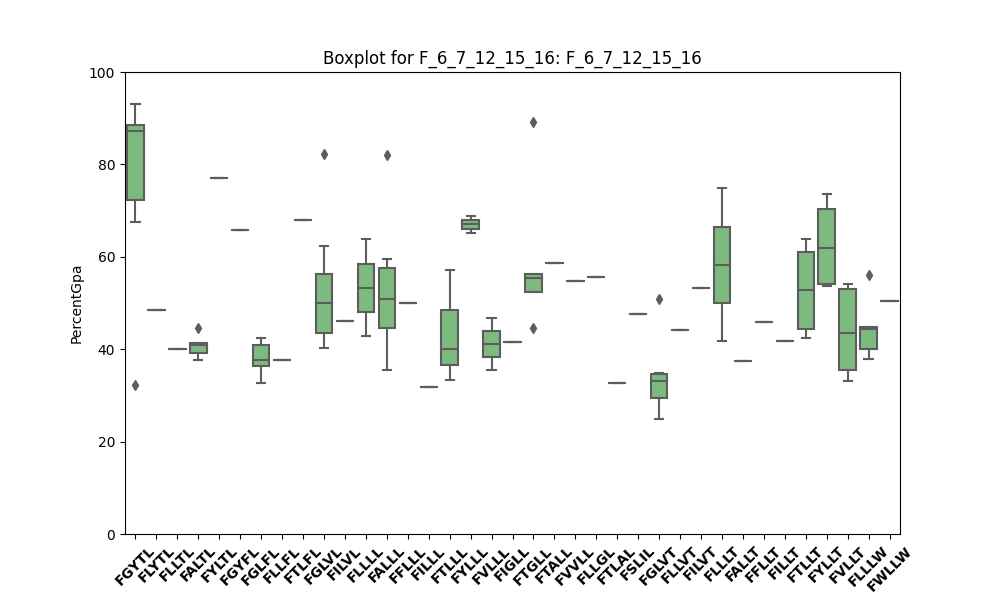 Boxplot for F_6_7_12_15_16: F_6_7_12_15_16
100
80
60
40
20
0
PercentGpa
FGYTL
FLYTL
FLLTL
FALTL
FYLTL
FGYFL
FGLFL
FLLFL
FTLFL
FGLVL
FILVL
FLLLL
FALLL
FFLLL
FILLL
FTLLL
FYLLL
FVLLL
FIGLL
FTGLL
FTALL
FVVLL
FLLGL
FTLAL
FSLIL
FGLVT
FLLVT
FILVT
FLLLT
FALLT
FFLLT
FILLT
FTLLT
FYLLT
FVLLT
FLLLW
FWLLW